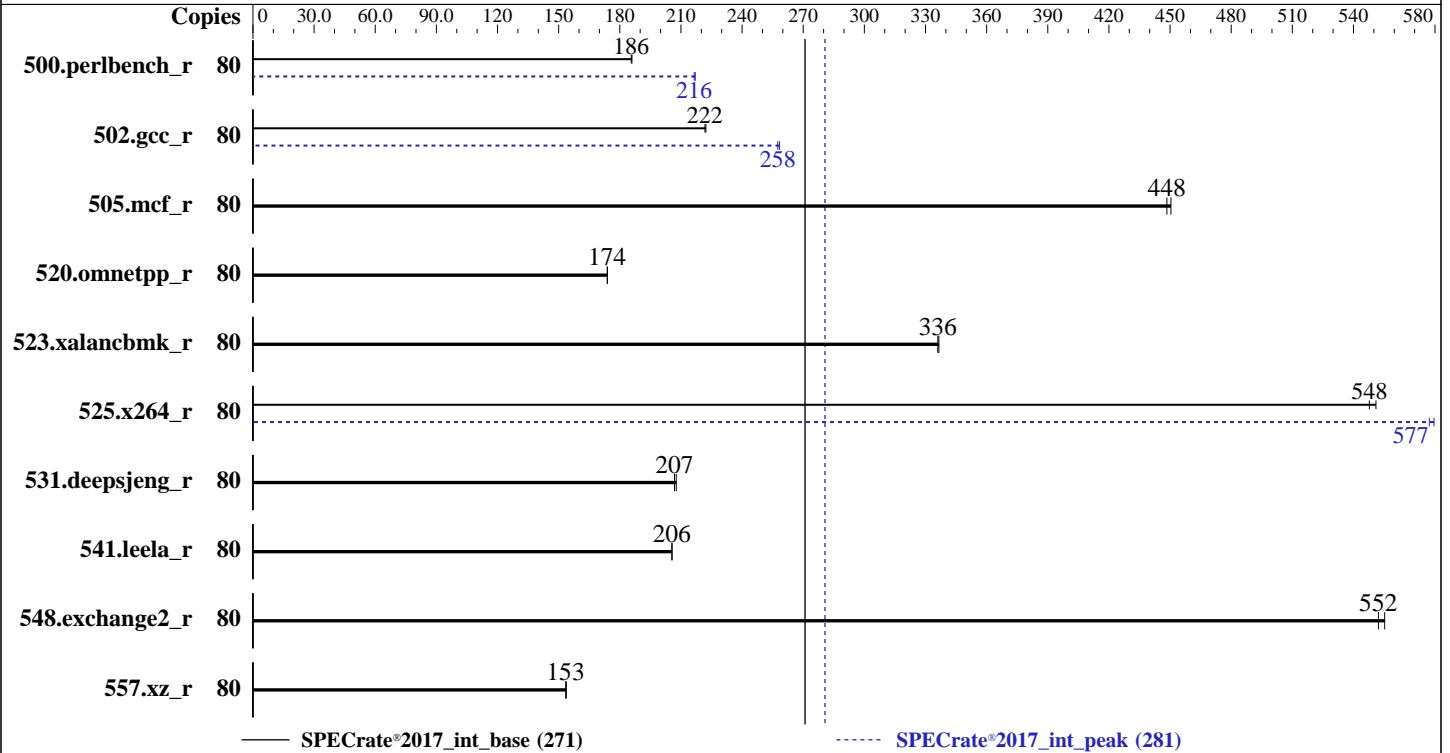 Copies 0 30.0 60.0 90.0 120 150 180 210 240 270 300 330 360 390 420 450 480 510 540 580
500.perlbench_r 80 186
216
502.gcc_r 80 222
258
505.mcf_r 80 448
520.omnetpp_r 80 174
523.xalancbmk_r 80 336
525.x264_r 80 548
577
531.deepsjeng_r 80 207
541.leela_r 80 206
548.exchange2_r 80 552
557.xz_r 80 153
SPECrate®2017_int_base (271) SPECrate®2017_int_peak (281)